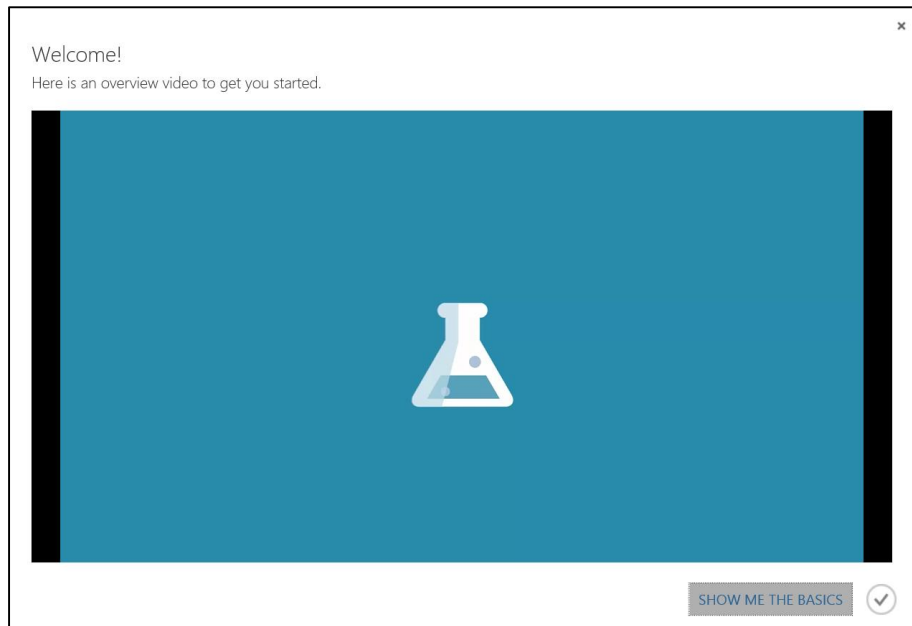 Welcome!
Here is an overview video to get you started.
SHOW ME THE BASICS